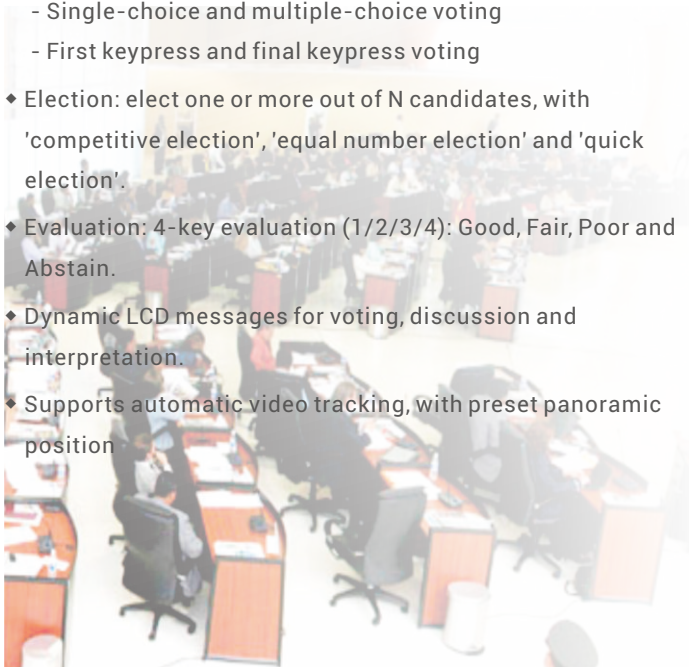 - Single-choice and multiple-choice voting
- First keypress and final keypress voting
◆ Election: elect one or more out of N candidates, with
'competitive election', 'equal number election' and 'quick
election'.
◆ Evaluation: 4-key evaluation (1/2/3/4): Good, Fair, Poor and
Abstain.
◆ Dynamic LCD messages for voting, discussion and
interpretation.
◆ Supports automatic video tracking, with preset panoramic
position